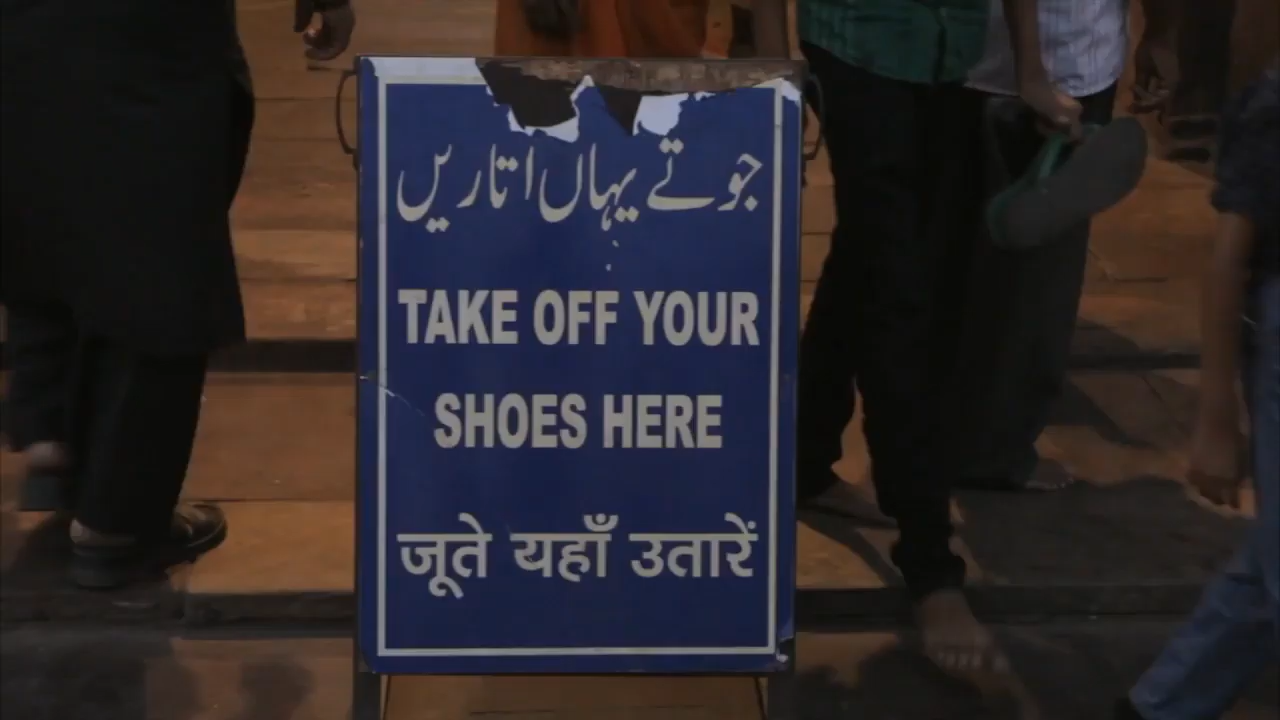 جوتے یہاں اتاریں
TAKE OFF YOUR
SHOES HERE
जूते यहाँ उतारें